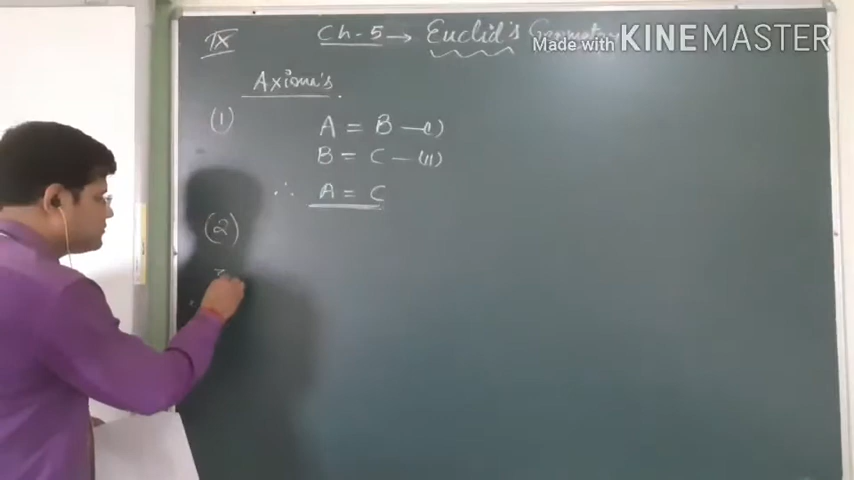 IX Ch-5 → Euclid's Geometry
Made with KINEMASTER
Axiom's
(1) A = B —(I)
B = C —(II)
∴ A = C
(2)